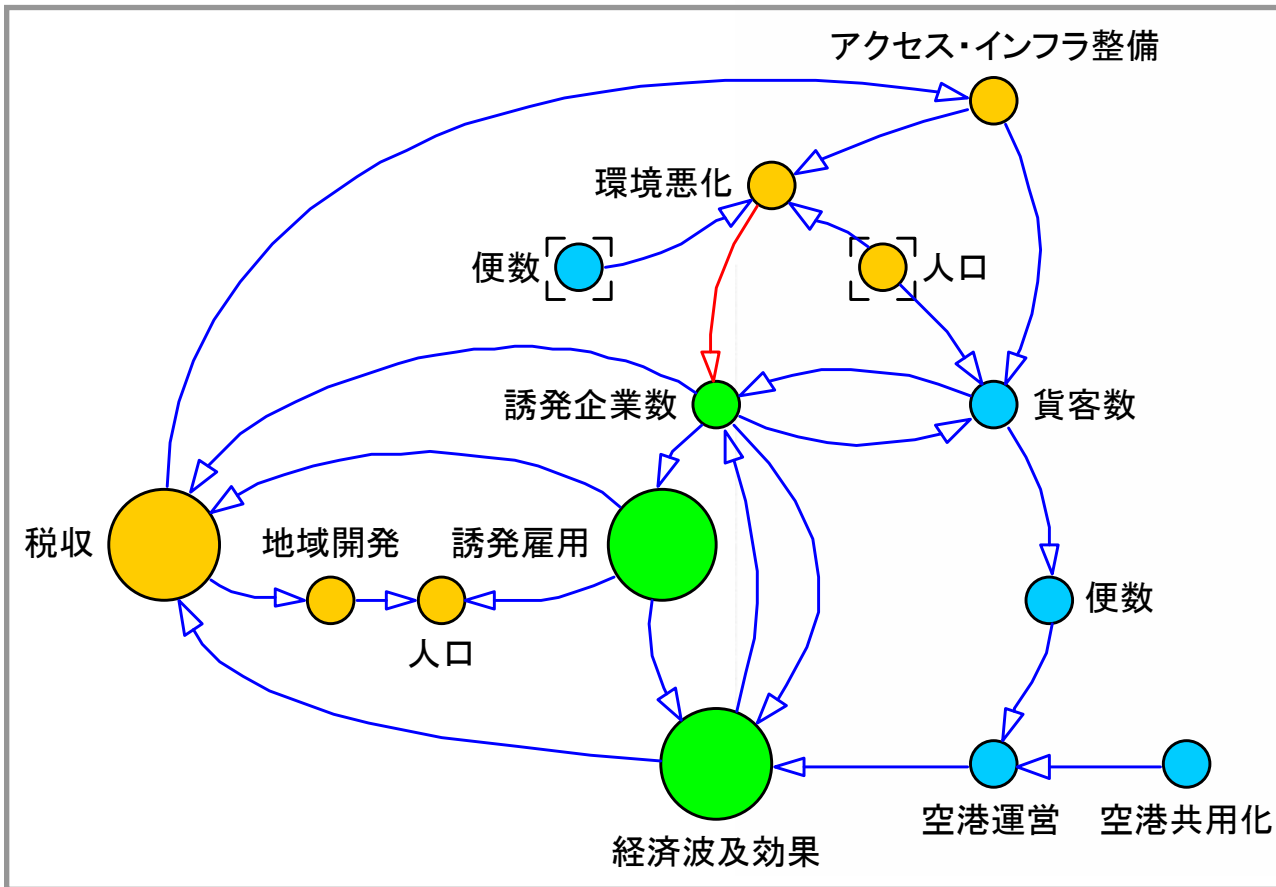 アクセス・インフラ整備
環境悪化
便数
人口
誘発企業数
貨客数
税収
地域開発
誘発雇用
人口
便数
空港運営
空港共用化
経済波及効果